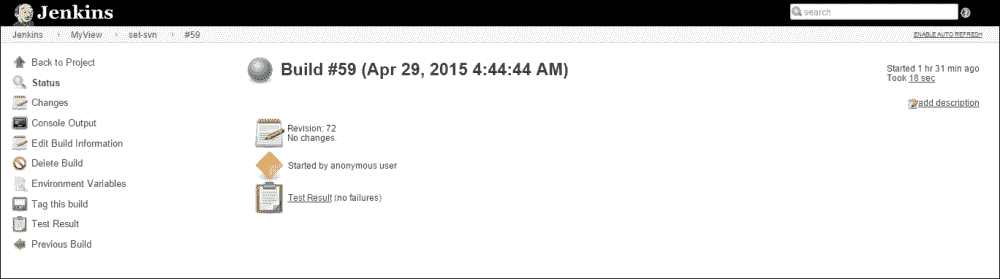 Jenkins
search
Jenkins MyView set-svn #59
ENABLE AUTO REFRESH
Back to Project
Status
Changes
Console Output
Edit Build Information
Delete Build
Environment Variables
Tag this build
Test Result
Previous Build
Build #59 (Apr 29, 2015 4:44:44 AM)
Started 1 hr 31 min ago
Took 18 sec
add description
Revision: 72
No changes.
Started by anonymous user
Test Result (no failures)